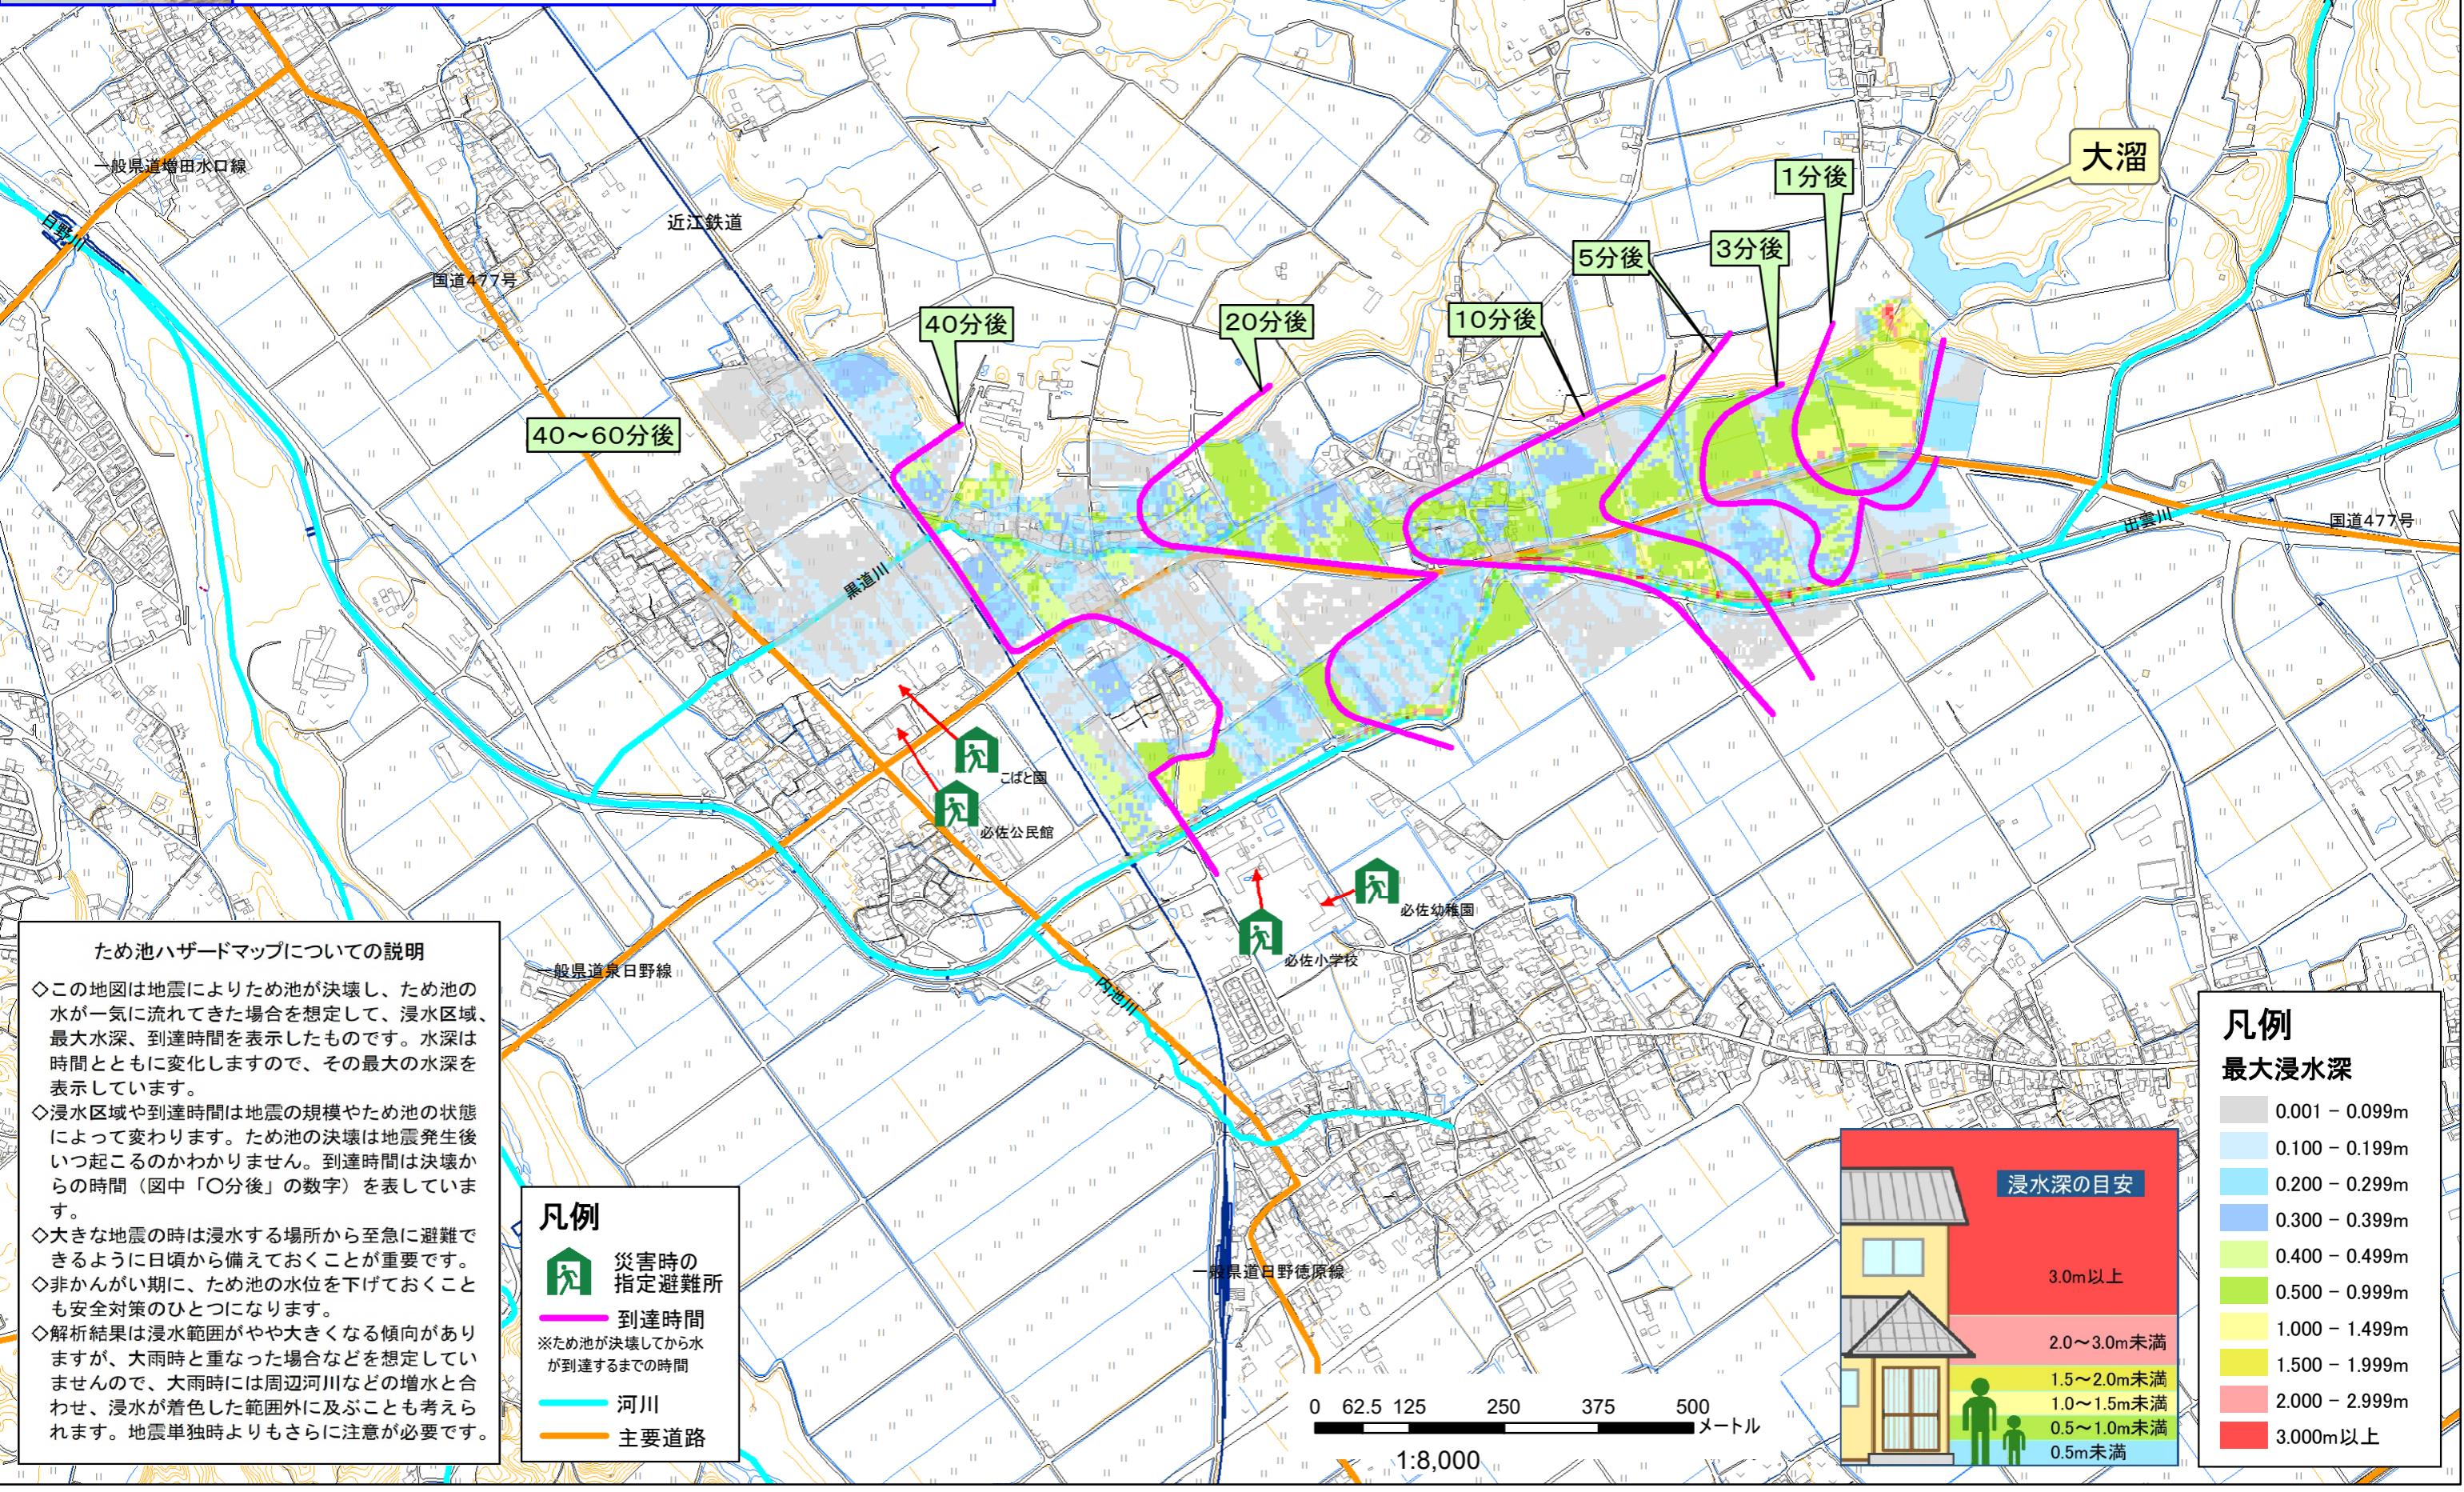 大溜
1分後
3分後
5分後
10分後
20分後
40分後
40～60分後
一般県道増田水口線
日野川
国道477号
近江鉄道
黒道川
出雲川
国道477号
こばと園
必佐公民館
必佐幼稚園
必佐小学校
一般県道泉日野線
内池川
一般県道日野徳原線
ため池ハザードマップについての説明
◇この地図は地震によりため池が決壊し、ため池の
水が一気に流れてきた場合を想定して、浸水区域、
最大水深、到達時間を表示したものです。水深は
時間とともに変化しますので、その最大の水深を
表示しています。
◇浸水区域や到達時間は地震の規模やため池の状態
によって変わります。ため池の決壊は地震発生後
いつ起こるのかわかりません。到達時間は決壊か
らの時間（図中「〇分後」の数字）を表していま
す。
◇大きな地震の時は浸水する場所から至急に避難で
きるように日頃から備えておくことが重要です。
◇非かんがい期に、ため池の水位を下げておくこと
も安全対策のひとつになります。
◇解析結果は浸水範囲がやや大きくなる傾向があり
ますが、大雨時と重なった場合などを想定してい
ませんので、大雨時には周辺河川などの増水と合
わせ、浸水が着色した範囲外に及ぶことも考えら
れます。地震単独時よりもさらに注意が必要です。
凡例
災害時の
指定避難所
到達時間
※ため池が決壊してから水
が到達するまでの時間
河川
主要道路
0 62.5 125 250 375 500
メートル
1:8,000
浸水深の目安
3.0m以上
2.0～3.0m未満
1.5～2.0m未満
1.0～1.5m未満
0.5～1.0m未満
0.5m未満
凡例
最大浸水深
0.001 - 0.099m
0.100 - 0.199m
0.200 - 0.299m
0.300 - 0.399m
0.400 - 0.499m
0.500 - 0.999m
1.000 - 1.499m
1.500 - 1.999m
2.000 - 2.999m
3.000m以上